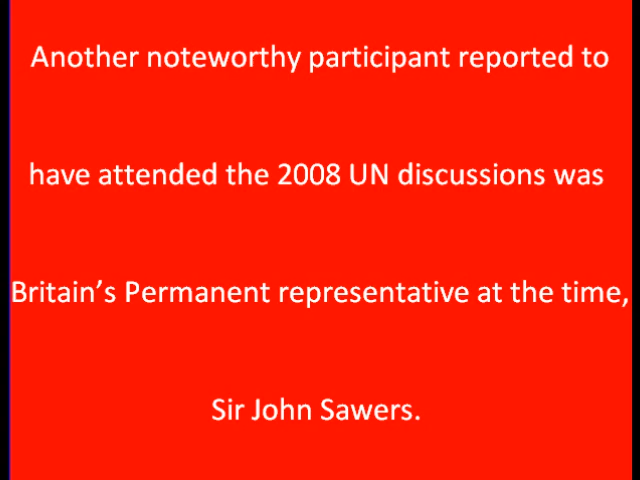 Another noteworthy participant reported to
have attended the 2008 UN discussions was
Britain’s Permanent representative at the time,
Sir John Sawers.